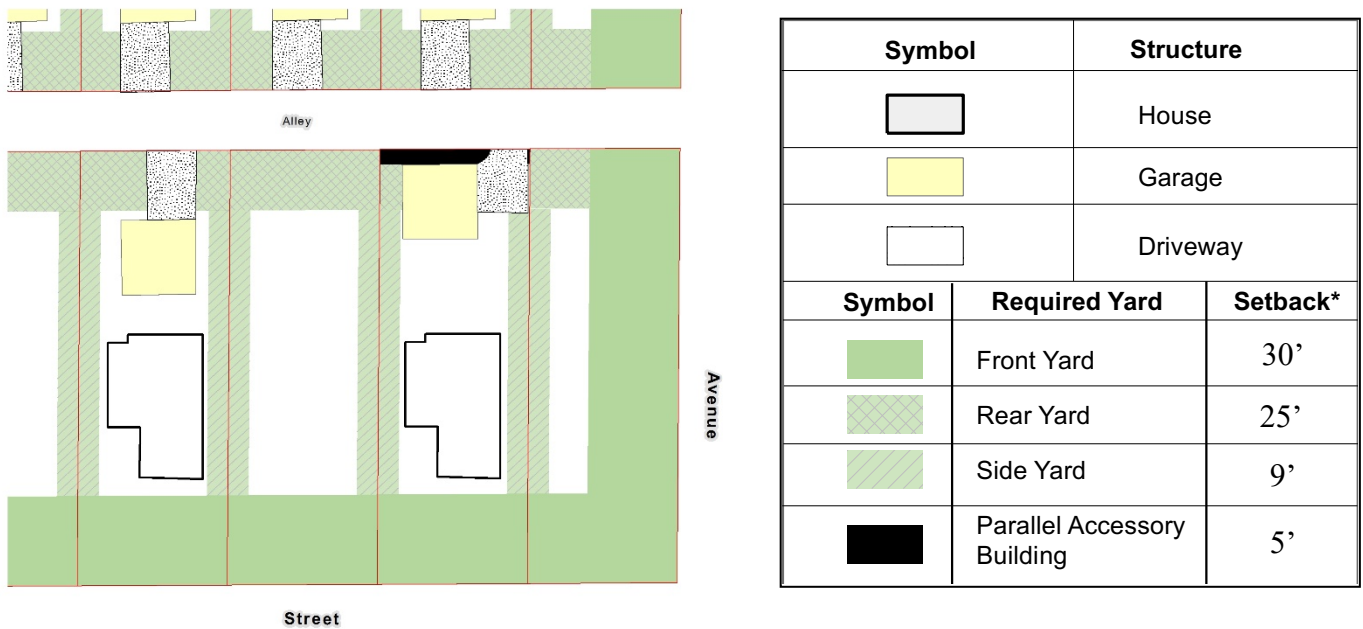 Alley
Avenue
Street
Symbol Structure
House
Garage
Driveway
Symbol Required Yard Setback*
Front Yard 30’
Rear Yard 25’
Side Yard 9’
Parallel Accessory
Building 5’